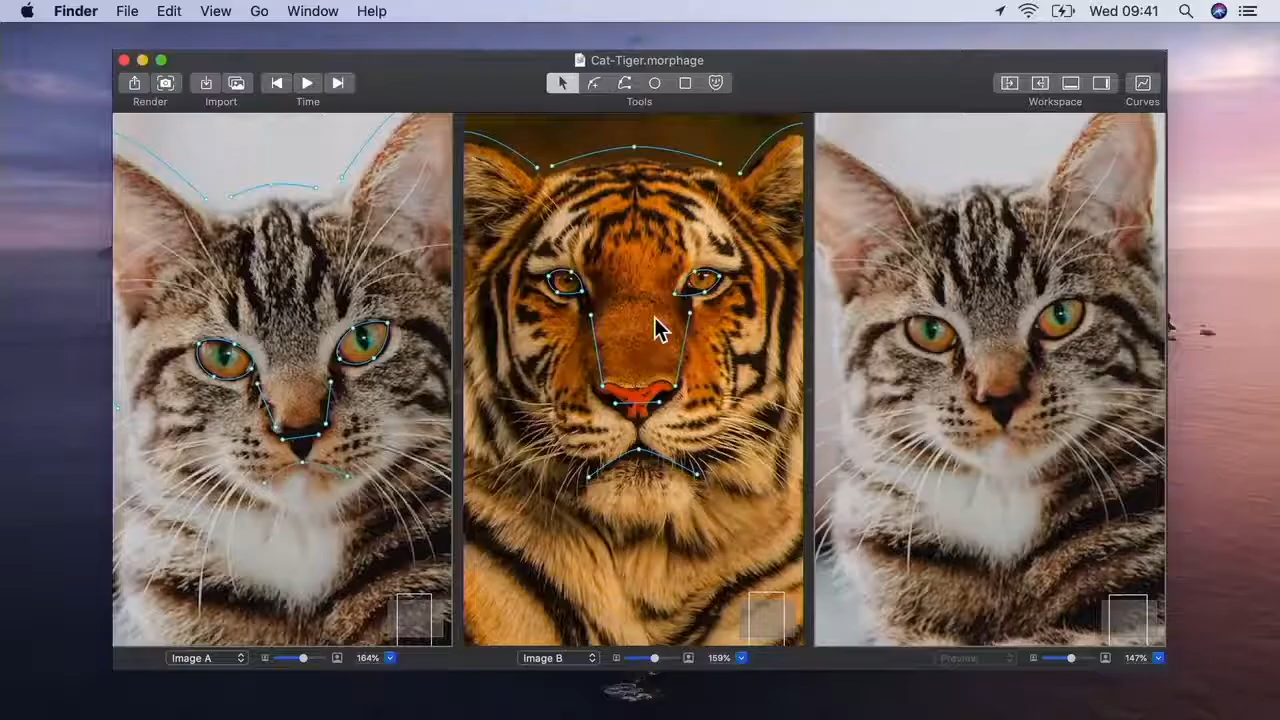 Finder File Edit View Go Window Help Wed 09:41
Cat-Tiger.morphage
Render Import Time Tools Workspace Curves
Image A 164% Image B 159% Preview 147%